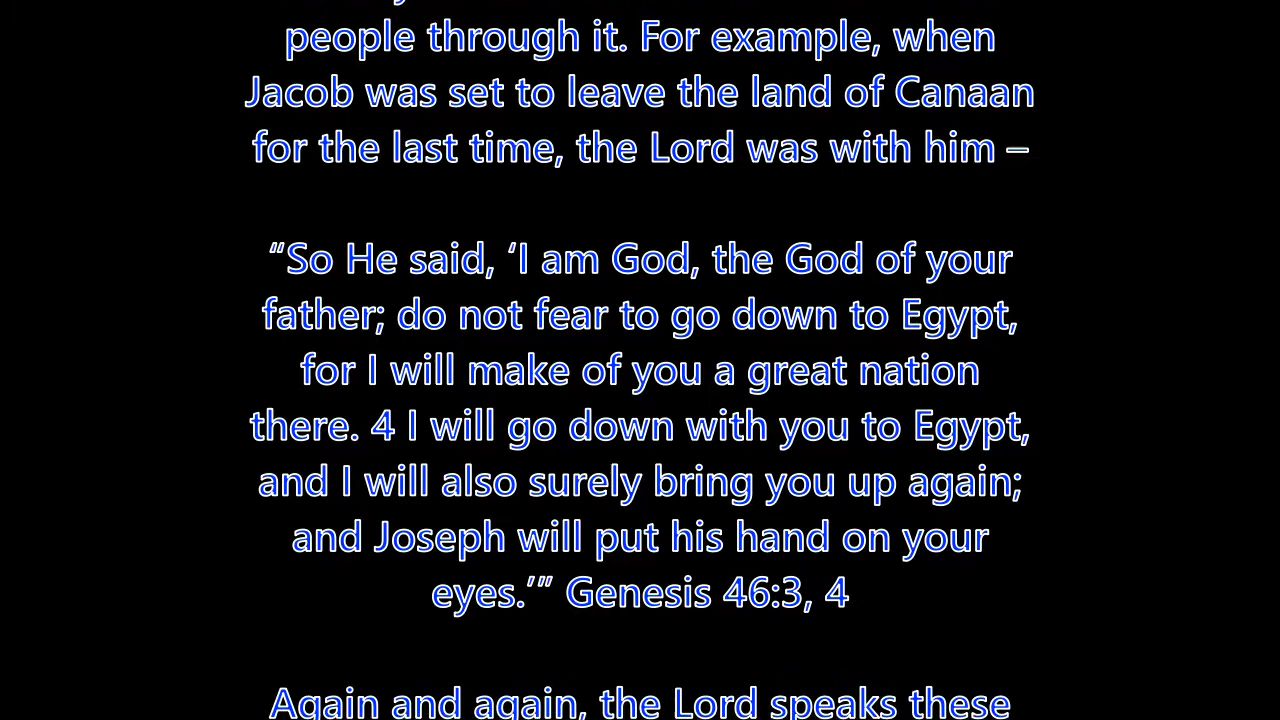 people through it. For example, when
Jacob was set to leave the land of Canaan
for the last time, the Lord was with him –
“So He said, ‘I am God, the God of your
father; do not fear to go down to Egypt,
for I will make of you a great nation
there. 4 I will go down with you to Egypt,
and I will also surely bring you up again;
and Joseph will put his hand on your
eyes.’” Genesis 46:3, 4
Again and again, the Lord speaks these